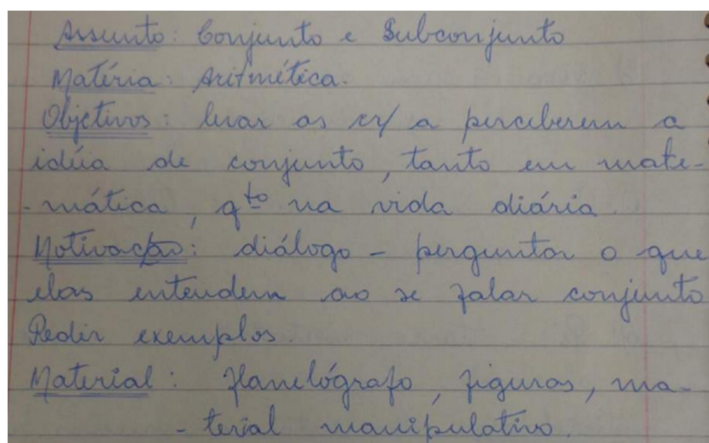 Assunto: Conjunto e Subconjunto
Matéria: Aritmética.
Objetivos: levar as cr/ a perceberem a
idéia de conjunto, tanto em mate-
-mática, qto na vida diária.
Motivação: diálogo - perguntar o que
elas entendem ao se falar conjunto
Pedir exemplos.
Material: flanelógrafo, figuras, ma-
- terial manipulativo.